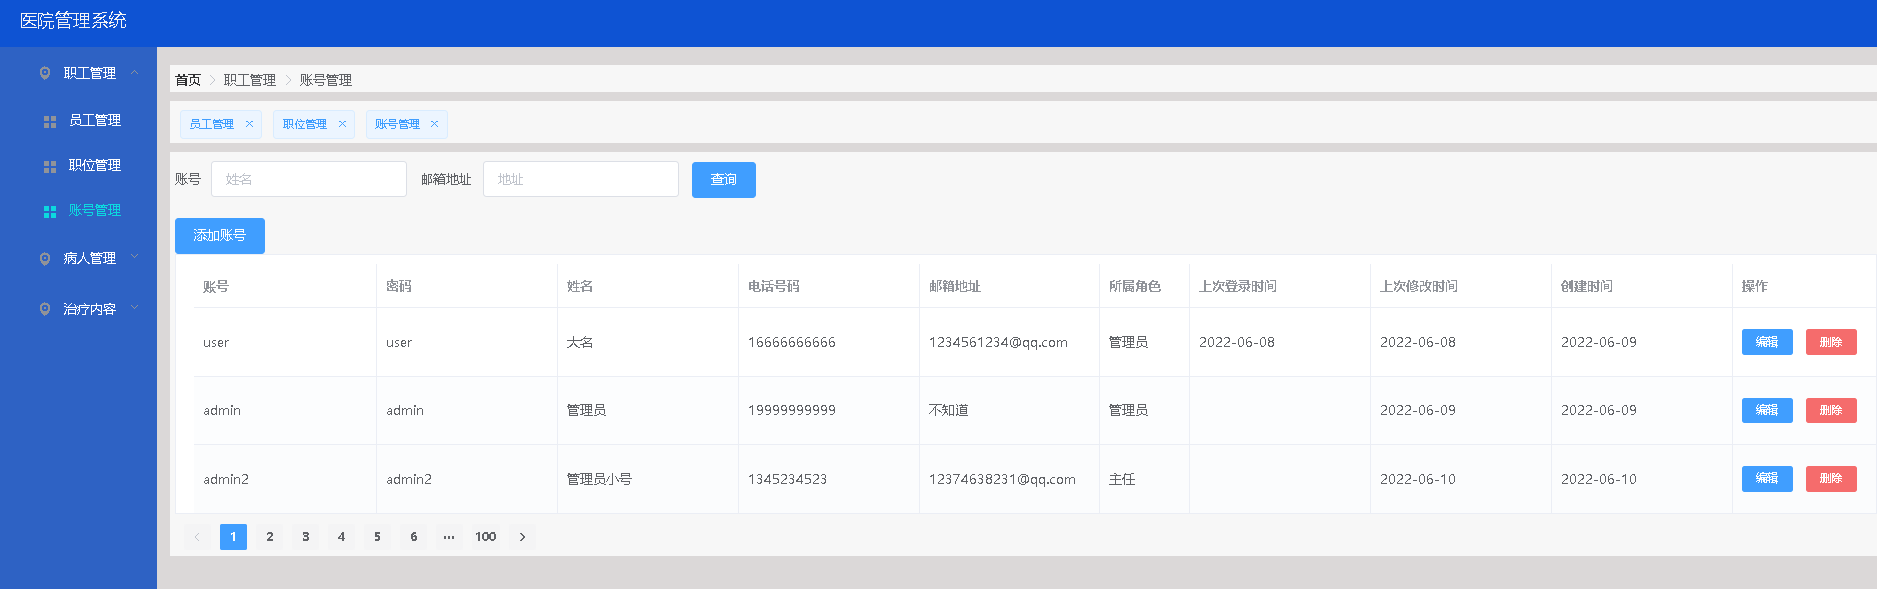 医院管理系统
职工管理
员工管理
职位管理
账号管理
病人管理
治疗内容
首页 > 职工管理 > 账号管理
员工管理 × 职位管理 × 账号管理 ×
账号 姓名 邮箱地址 地址 查询
添加账号
账号 密码 姓名 电话号码 邮箱地址 所属角色 上次登录时间 上次修改时间 创建时间 操作
user user 大名 16666666666 1234561234@qq.com 管理员 2022-06-08 2022-06-08 2022-06-09 编辑 删除
admin admin 管理员 19999999999 不知道 管理员 2022-06-09 2022-06-09 编辑 删除
admin2 admin2 管理员小号 1345234523 12374638231@qq.com 主任 2022-06-10 2022-06-10 编辑 删除
< 1 2 3 4 5 6 ··· 100 >